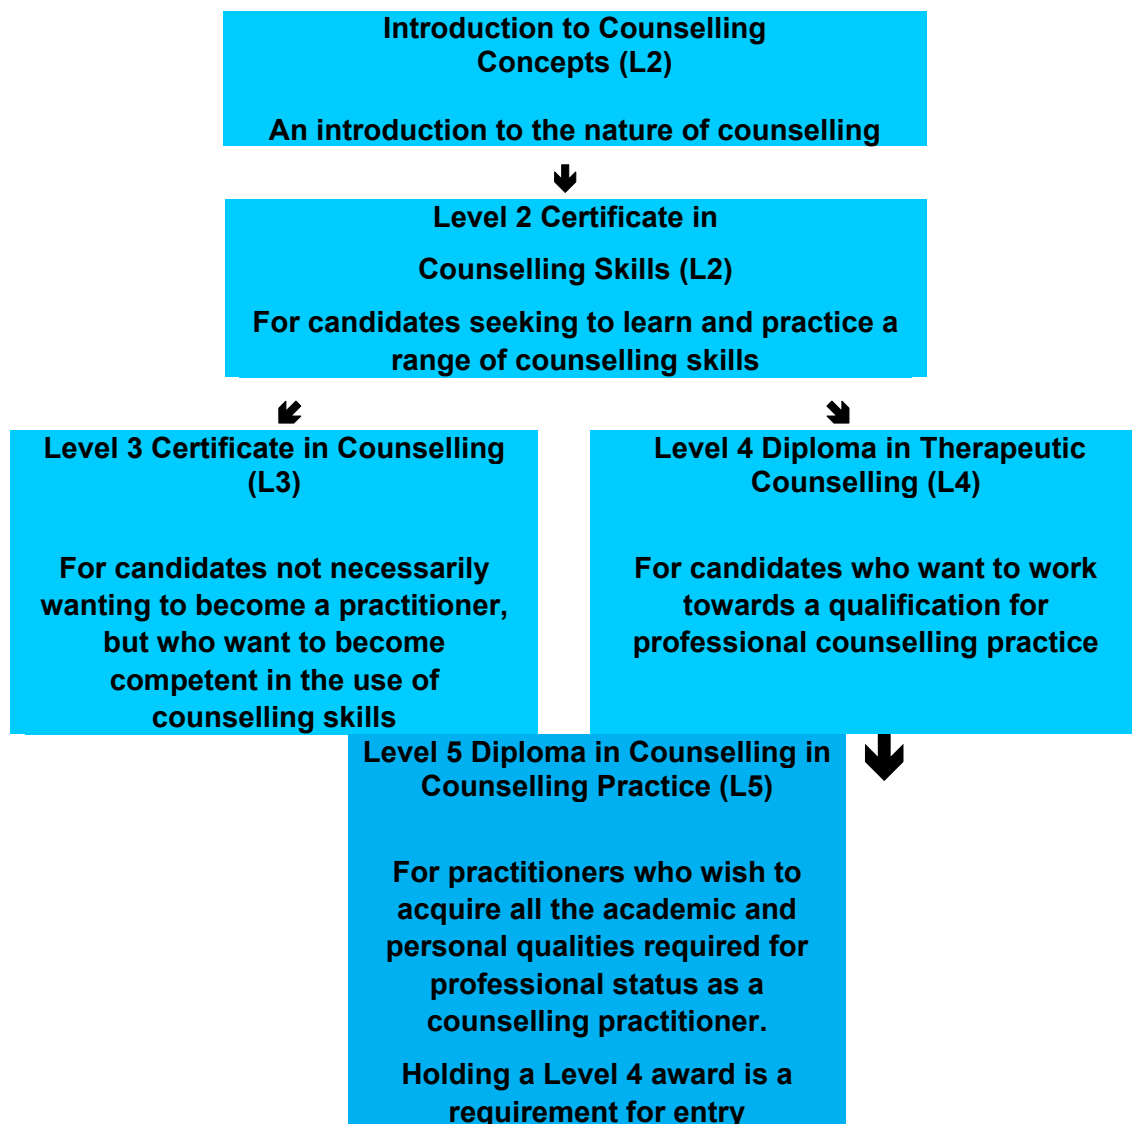 Introduction to Counselling
Concepts (L2)
An introduction to the nature of counselling
Level 2 Certificate in
Counselling Skills (L2)
For candidates seeking to learn and practice a
range of counselling skills
Level 3 Certificate in Counselling
(L3)
For candidates not necessarily
wanting to become a practitioner,
but who want to become
competent in the use of
counselling skills
Level 4 Diploma in Therapeutic
Counselling (L4)
For candidates who want to work
towards a qualification for
professional counselling practice
Level 5 Diploma in Counselling in
Counselling Practice (L5)
For practitioners who wish to
acquire all the academic and
personal qualities required for
professional status as a
counselling practitioner.
Holding a Level 4 award is a
requirement for entry